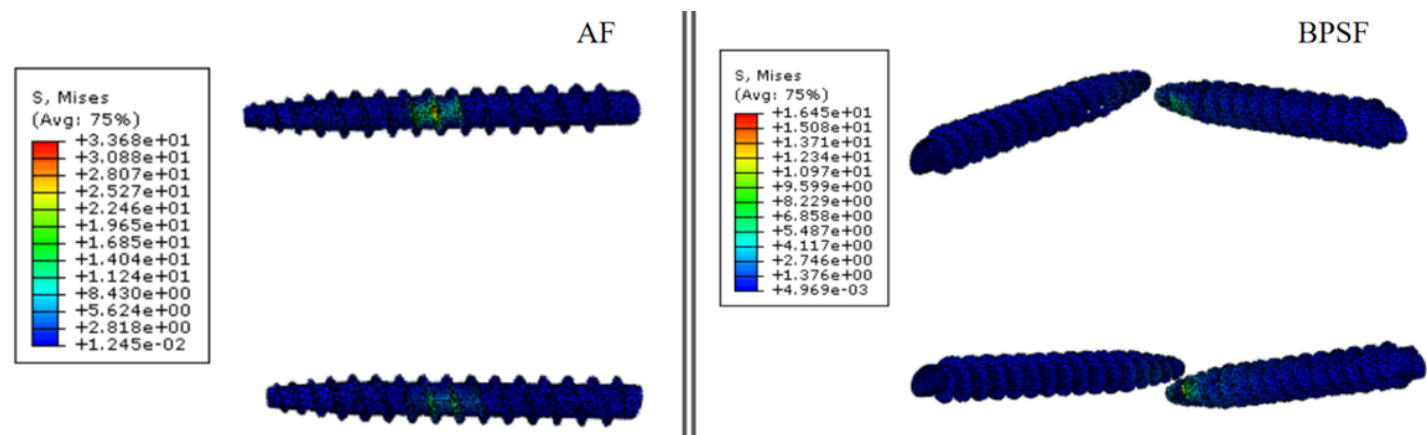 AF
S, Mises
(Avg: 75%)
+3.368e+01
+3.088e+01
+2.807e+01
+2.527e+01
+2.246e+01
+1.965e+01
+1.685e+01
+1.404e+01
+1.124e+01
+8.430e+00
+5.624e+00
+2.818e+00
+1.245e-02
BPSF
S, Mises
(Avg: 75%)
+1.645e+01
+1.508e+01
+1.371e+01
+1.234e+01
+1.097e+01
+9.599e+00
+8.229e+00
+6.858e+00
+5.487e+00
+4.117e+00
+2.746e+00
+1.376e+00
+4.969e-03